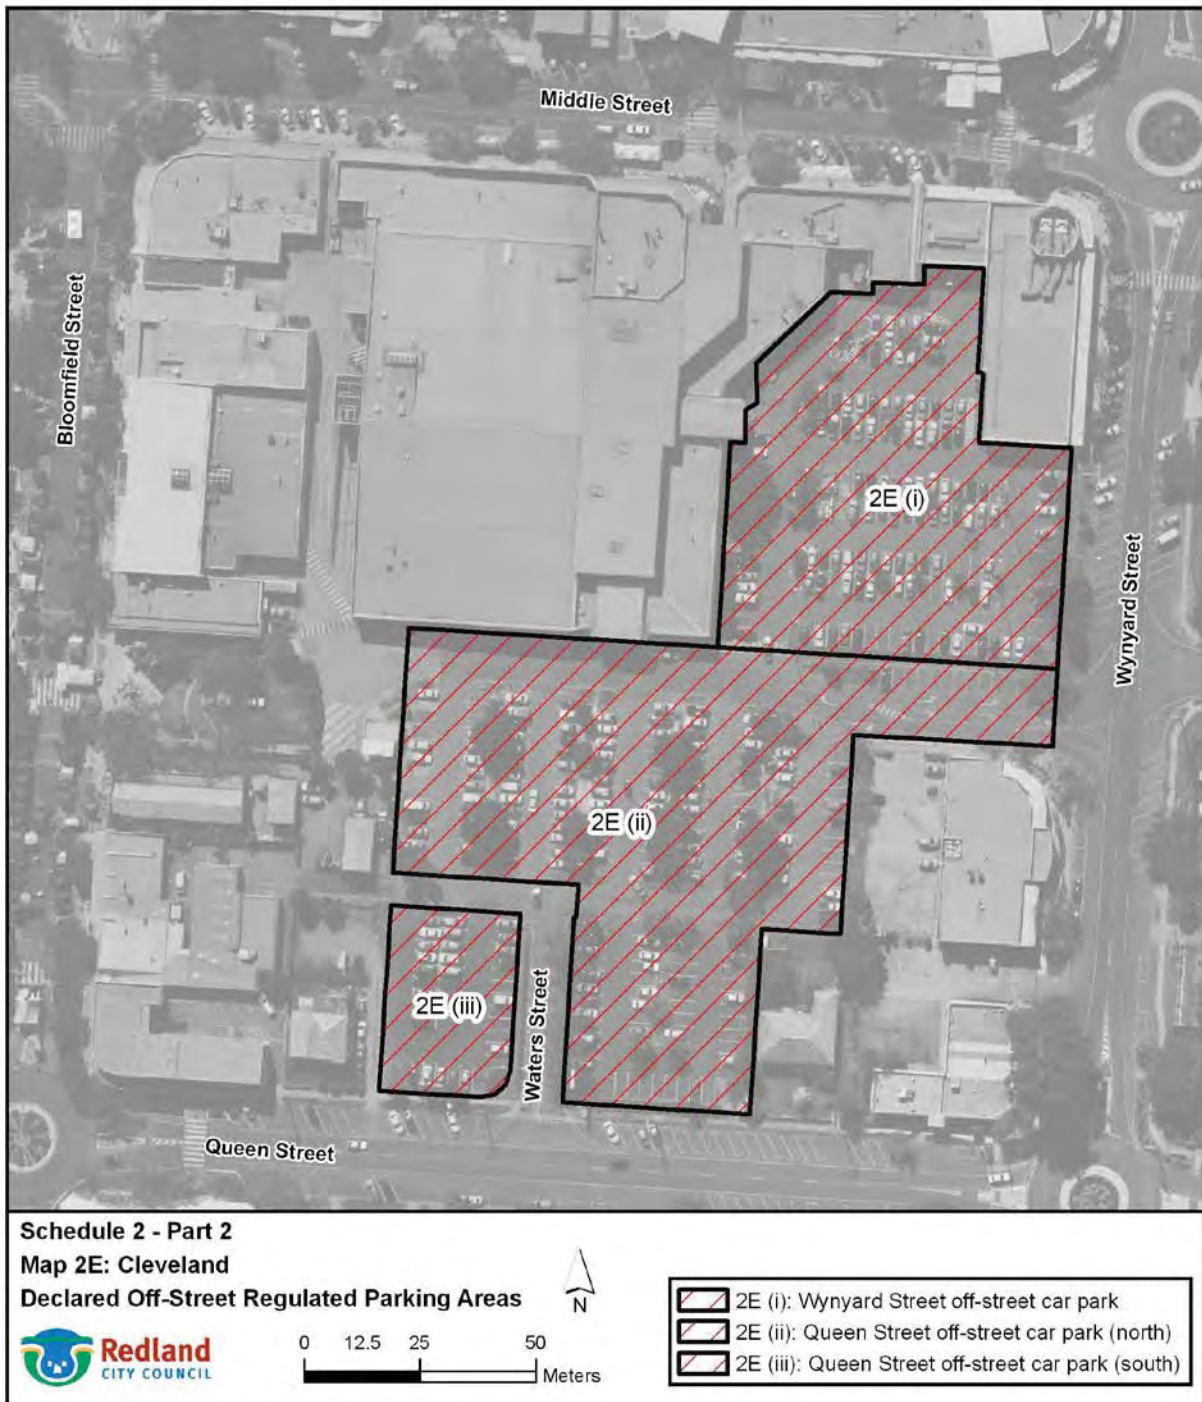 Middle Street
Bloomfield Street
2E (i)
Wynyard Street
2E (ii)
2E (iii)
Waters Street
Queen Street
Schedule 2 - Part 2
Map 2E: Cleveland
Declared Off-Street Regulated Parking Areas
N
Redland
CITY COUNCIL
0 12.5 25 50
Meters
2E (i): Wynyard Street off-street car park
2E (ii): Queen Street off-street car park (north)
2E (iii): Queen Street off-street car park (south)